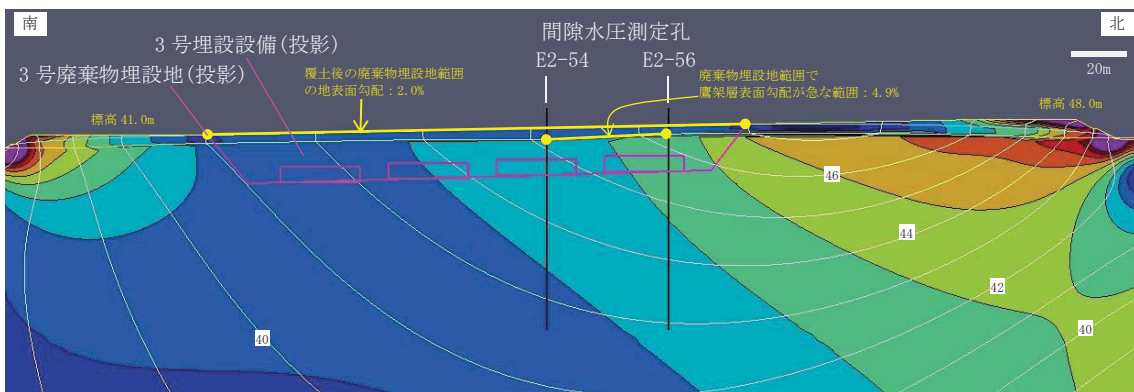 南
北
3号埋設設備(投影)
3号廃棄物埋設地(投影)
間隙水圧測定孔
E2-54
E2-56
20m
覆土後の廃棄物埋設地範囲
の地表面勾配:2.0%
廃棄物埋設地範囲で
鷹架層表面勾配が急な範囲:4.9%
標高 41.0m
標高 48.0m
46
44
42
40
40